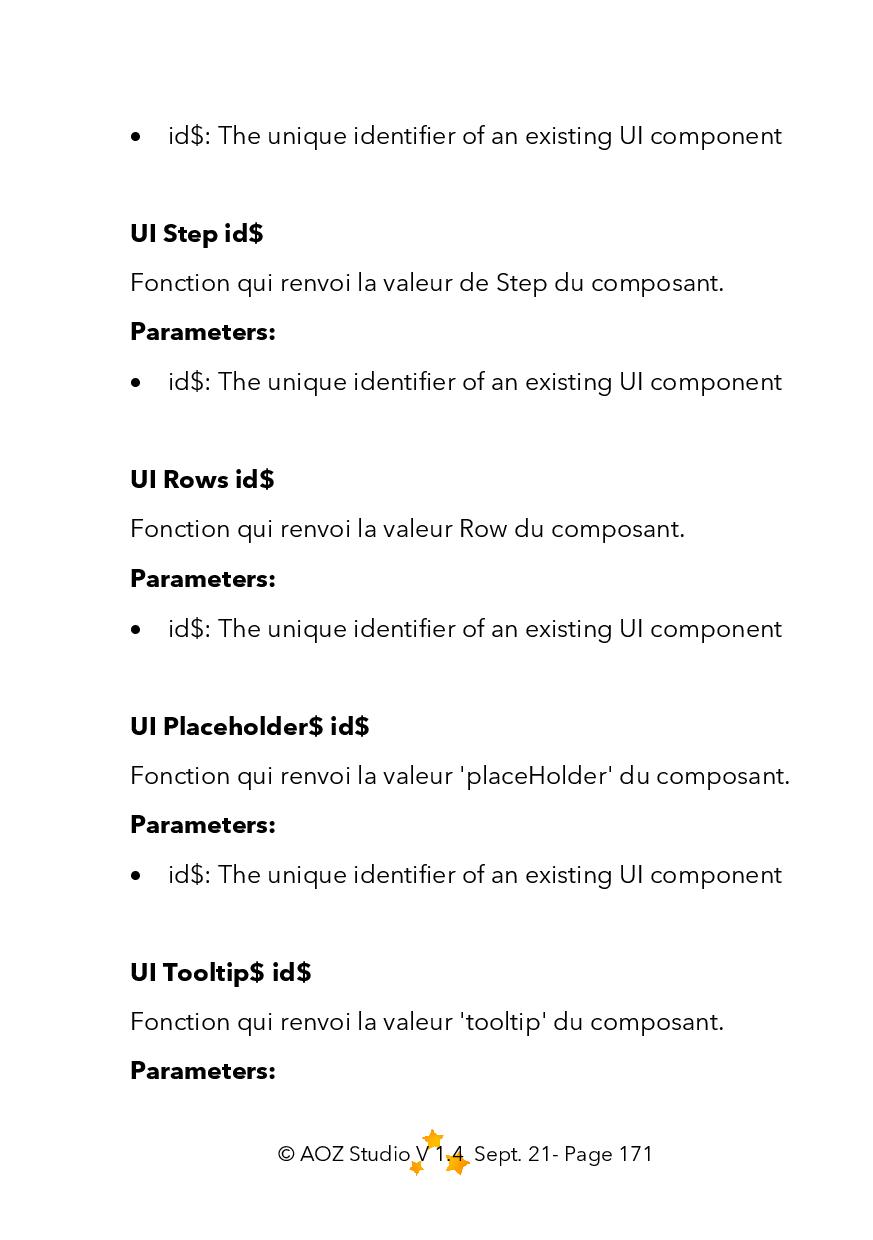 • id$: The unique identifier of an existing UI component
UI Step id$
Fonction qui renvoi la valeur de Step du composant.
Parameters:
• id$: The unique identifier of an existing UI component
UI Rows id$
Fonction qui renvoi la valeur Row du composant.
Parameters:
• id$: The unique identifier of an existing UI component
UI Placeholder$ id$
Fonction qui renvoi la valeur 'placeHolder' du composant.
Parameters:
• id$: The unique identifier of an existing UI component
UI Tooltip$ id$
Fonction qui renvoi la valeur 'tooltip' du composant.
Parameters:
© AOZ Studio V 1.4 Sept. 21- Page 171